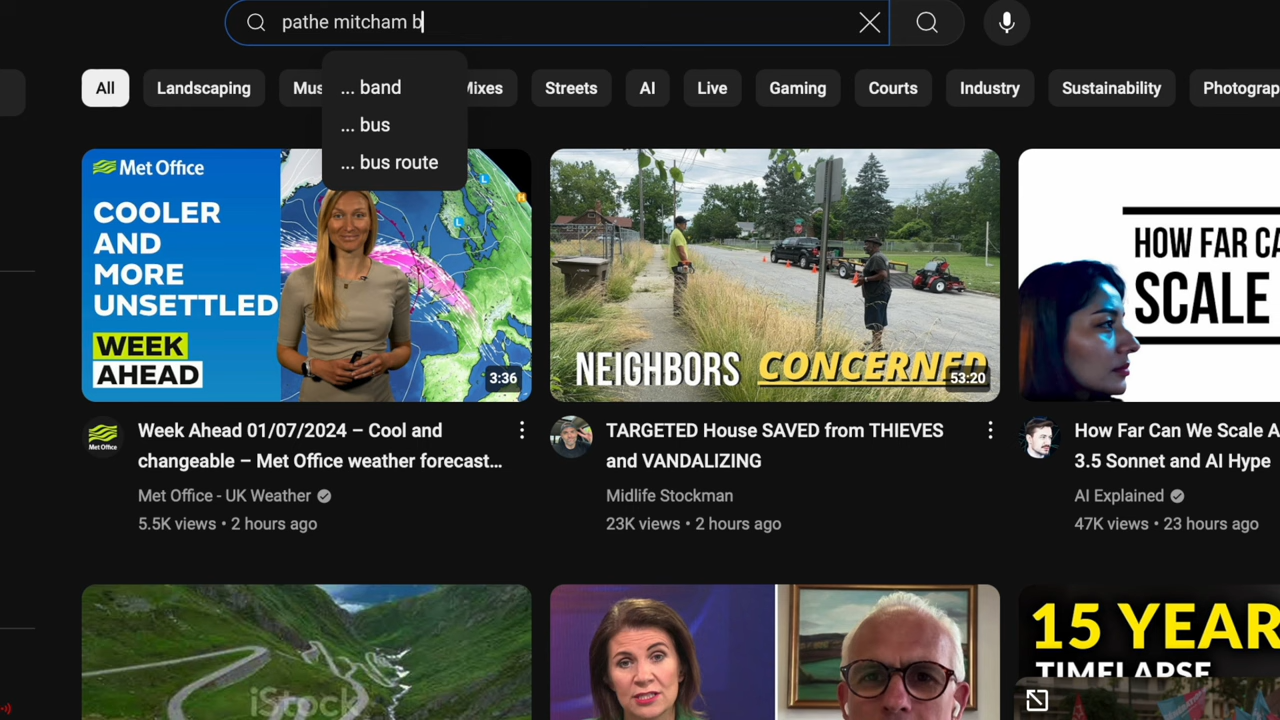 pathe mitcham b
... band
... bus
... bus route
All
Landscaping
Mus
Mixes
Streets
AI
Live
Gaming
Courts
Industry
Sustainability
Photograp
Met Office
COOLER
AND
MORE
UNSETTLED
WEEK
AHEAD
3:36
L
L
H
NEIGHBORS CONCERNED
53:20
HOW FAR CA
SCALE
Met Office
Week Ahead 01/07/2024 – Cool and
changeable – Met Office weather forecast...
Met Office - UK Weather
5.5K views • 2 hours ago
TARGETED House SAVED from THIEVES
and VANDALIZING
Midlife Stockman
23K views • 2 hours ago
How Far Can We Scale A
3.5 Sonnet and AI Hype
AI Explained
47K views • 23 hours ago
iStock
15 YEAR
TIMELAPSE